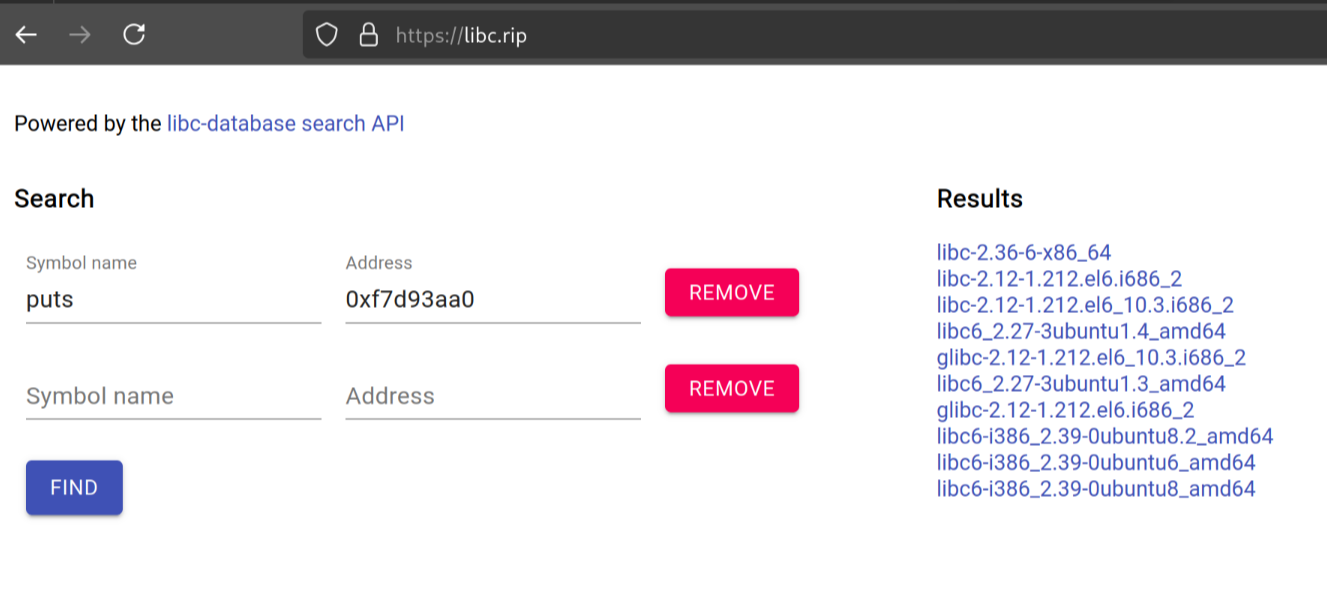 https://libc.rip
Powered by the libc-database search API
Search
Symbol name
Address
puts
0xf7d93aa0
REMOVE
Symbol name
Address
REMOVE
FIND
Results
libc-2.36-6-x86_64
libc-2.12-1.212.el6.i686_2
libc-2.12-1.212.el6_10.3.i686_2
libc6_2.27-3ubuntu1.4_amd64
glibc-2.12-1.212.el6_10.3.i686_2
libc6_2.27-3ubuntu1.3_amd64
glibc-2.12-1.212.el6.i686_2
libc6-i386_2.39-0ubuntu8.2_amd64
libc6-i386_2.39-0ubuntu6_amd64
libc6-i386_2.39-0ubuntu8_amd64